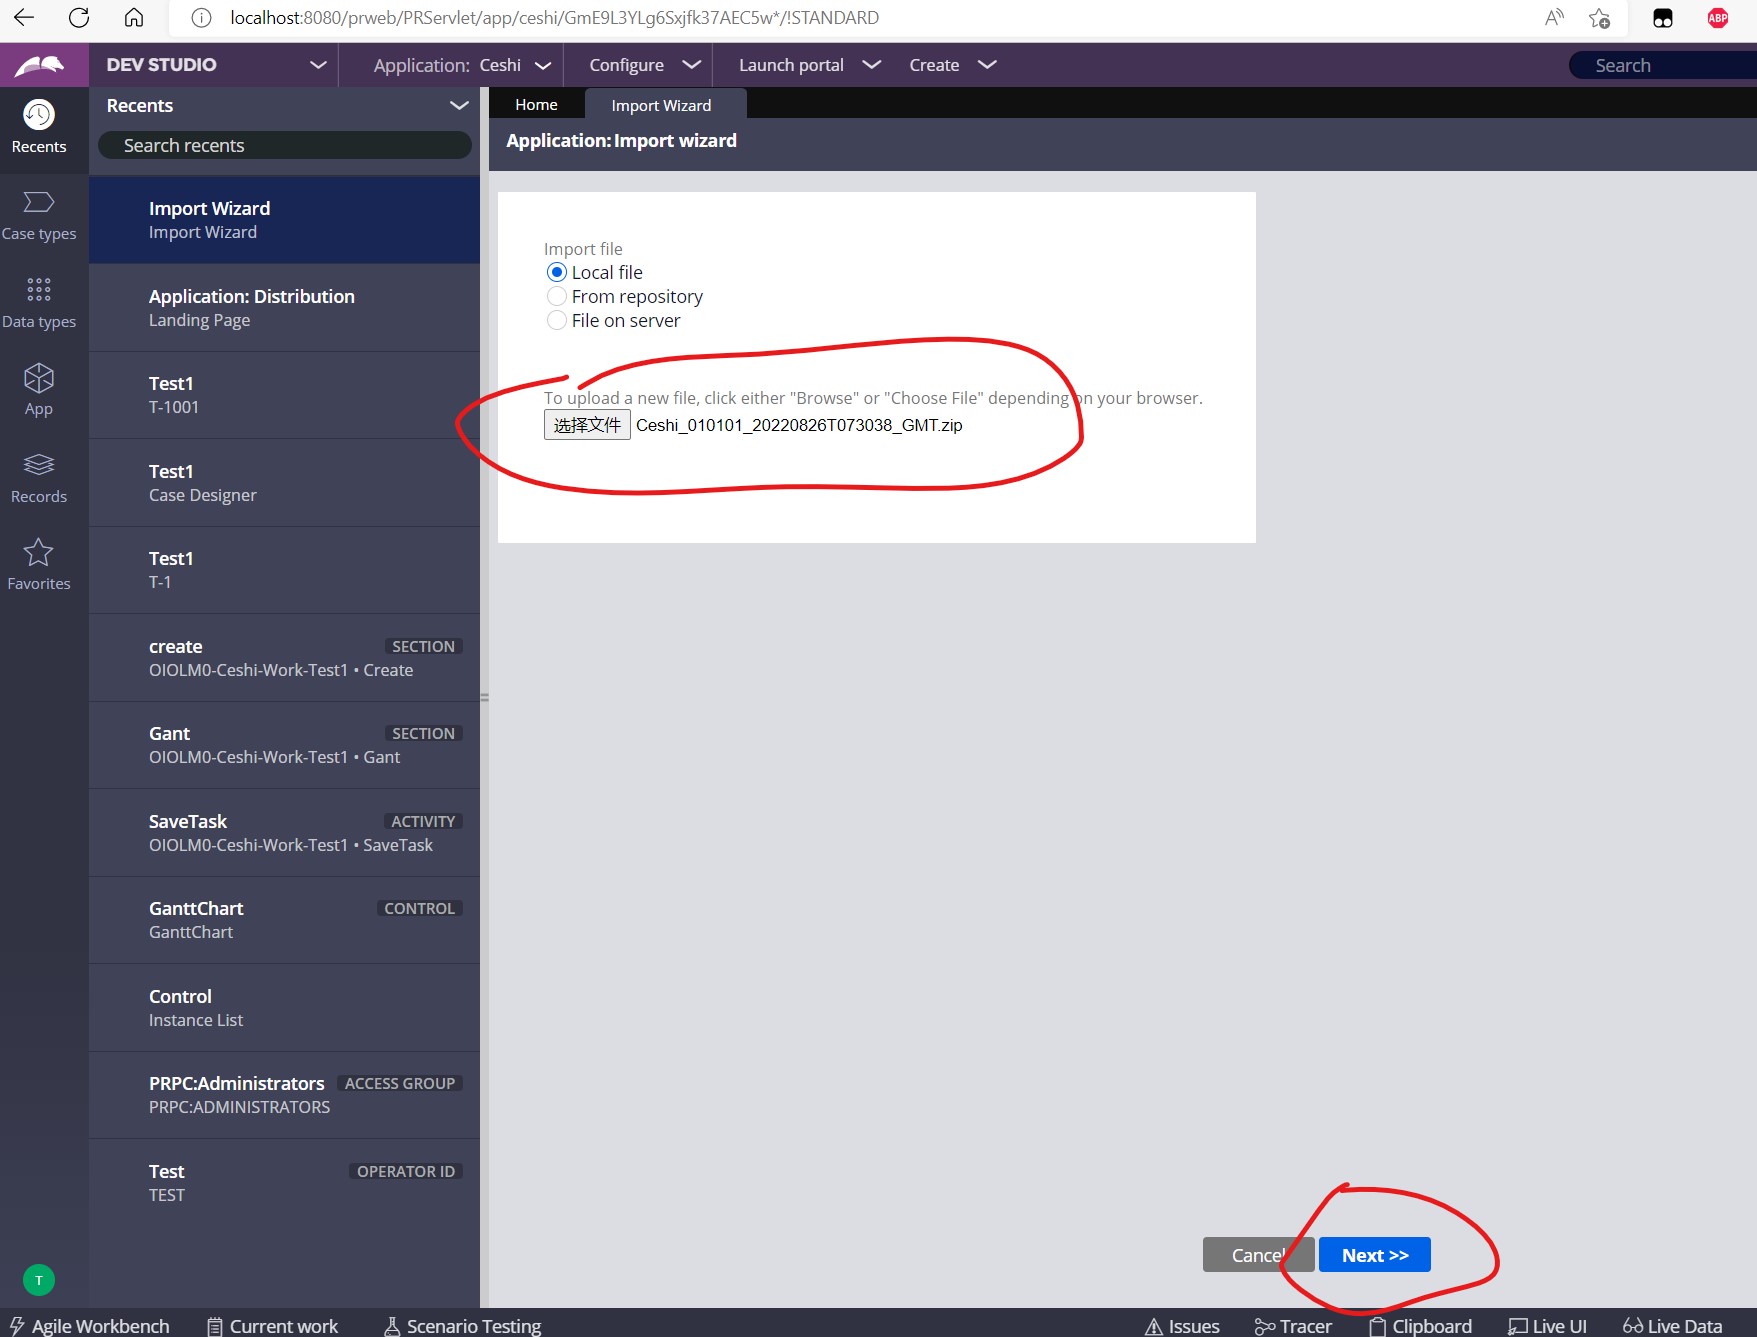 localhost:8080/prweb/PRServlet/app/ceshi/GmE9L3YLg6Sxjfk37AEC5w*/!STANDARD
ABP
DEV STUDIO
Application: Ceshi
Configure
Launch portal
Create
Search
Recents
Case types
Data types
App
Records
Favorites
T
Recents
Search recents
Import Wizard
Import Wizard
Application: Distribution
Landing Page
Test1
T-1001
Test1
Case Designer
Test1
T-1
create SECTION
OIOLM0-Ceshi-Work-Test1 • Create
Gant SECTION
OIOLM0-Ceshi-Work-Test1 • Gant
SaveTask ACTIVITY
OIOLM0-Ceshi-Work-Test1 • SaveTask
GanttChart CONTROL
GanttChart
Control
Instance List
PRPC:Administrators ACCESS GROUP
PRPC:ADMINISTRATORS
Test OPERATOR ID
TEST
Home Import Wizard
Application: Import wizard
Import file
Local file
From repository
File on server
To upload a new file, click either "Browse" or "Choose File" depending on your browser.
选择文件 Ceshi_010101_20220826T073038_GMT.zip
Cancel Next >>
Agile Workbench Current work Scenario Testing Issues Tracer Clipboard Live UI Live Data